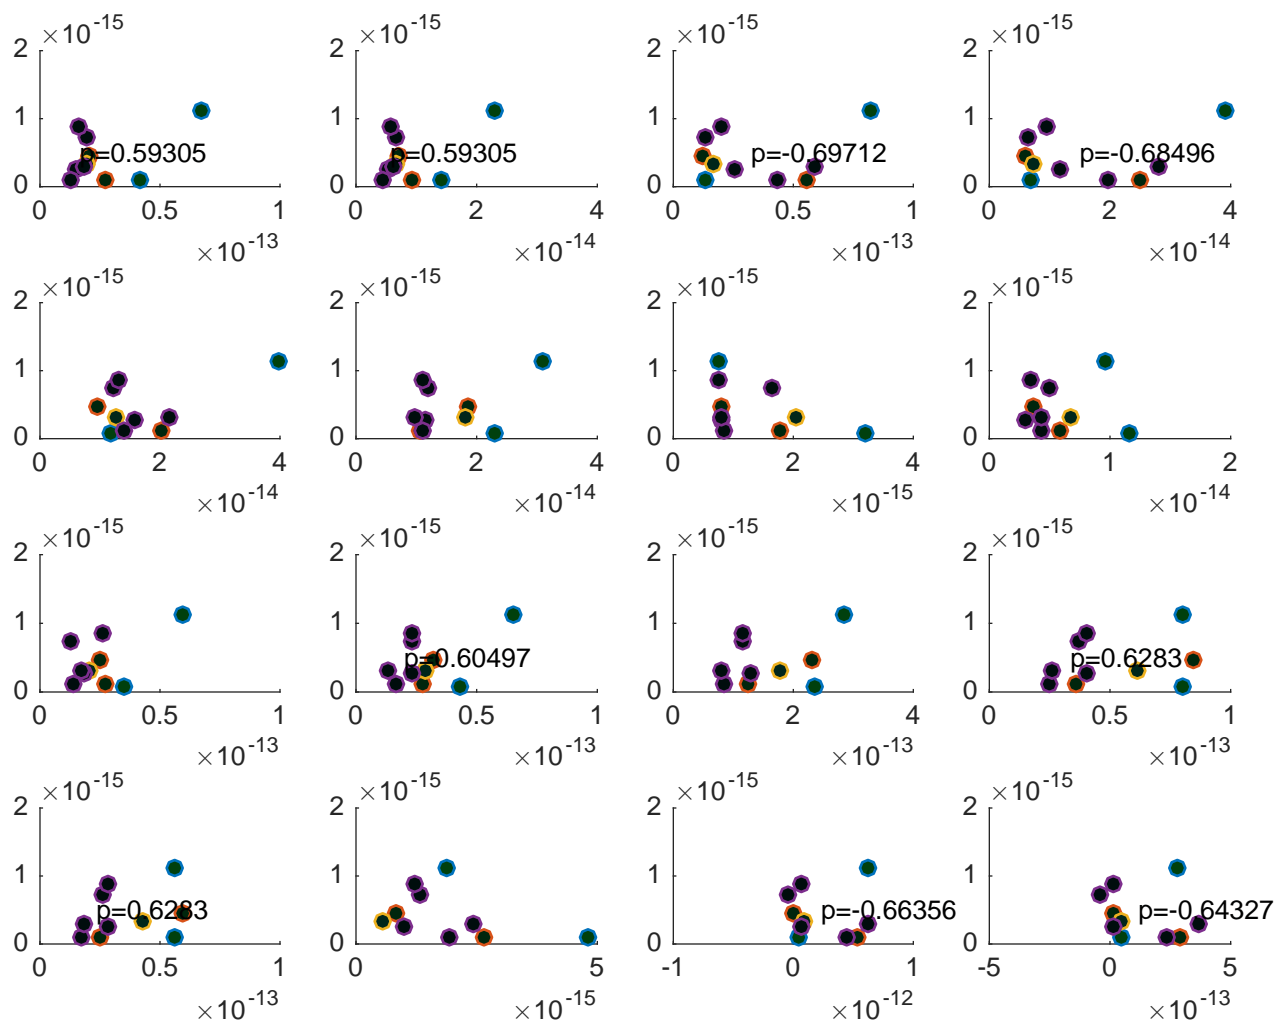 ×10-15 ×10-15 ×10-15 ×10-15
2 2 2 2
1 1 1 1
p=0.59305 p=0.59305 p=-0.69712 p=-0.68496
0 0 0 0
0 0.5 1 0 2 4 0 0.5 1 0 2 4
×10-13 ×10-14 ×10-13 ×10-14
×10-15 ×10-15 ×10-15 ×10-15
2 2 2 2
1 1 1 1
0 0 0 0
0 2 4 0 2 4 0 2 4 0 1 2
×10-14 ×10-14 ×10-15 ×10-14
×10-15 ×10-15 ×10-15 ×10-15
2 2 2 2
1 1 1 1
p=0.60497 p=0.6283
0 0 0 0
0 0.5 1 0 0.5 1 0 2 4 0 0.5 1
×10-13 ×10-13 ×10-13 ×10-13
×10-15 ×10-15 ×10-15 ×10-15
2 2 2 2
1 1 1 1
p=0.6283 p=-0.66356 p=-0.64327
0 0 0 0
0 0.5 1 0 5 -1 0 1 -5 0 5
×10-13 ×10-15 ×10-12 ×10-13